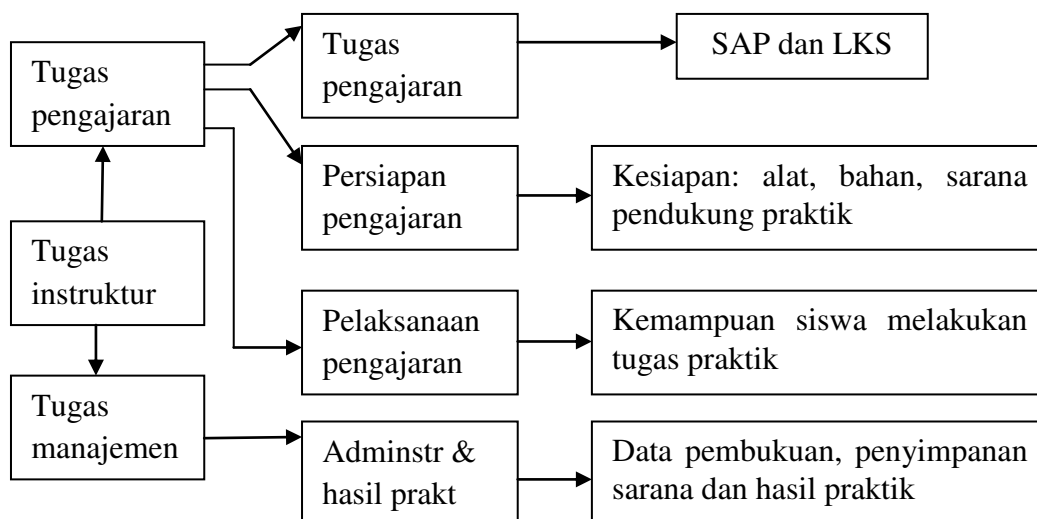 Tugas
pengajaran
Tugas
pengajaran
SAP dan LKS
Persiapan
pengajaran
Kesiapan: alat, bahan, sarana
pendukung praktik
Tugas
instruktur
Pelaksanaan
pengajaran
Kemampuan siswa melakukan
tugas praktik
Tugas
manajemen
Adminstr &
hasil prakt
Data pembukuan, penyimpanan
sarana dan hasil praktik